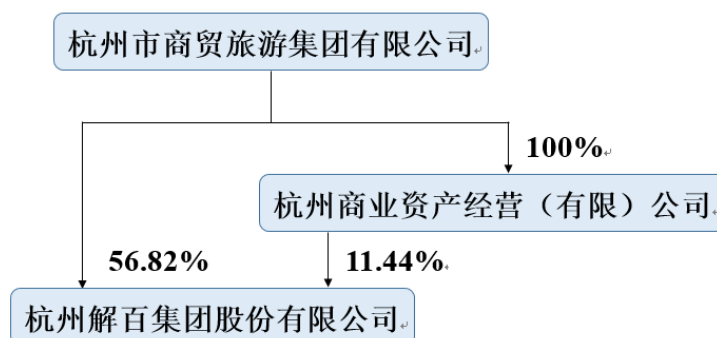 杭州市商贸旅游集团有限公司
100%
杭州商业资产经营（有限）公司
56.82%
11.44%
杭州解百集团股份有限公司